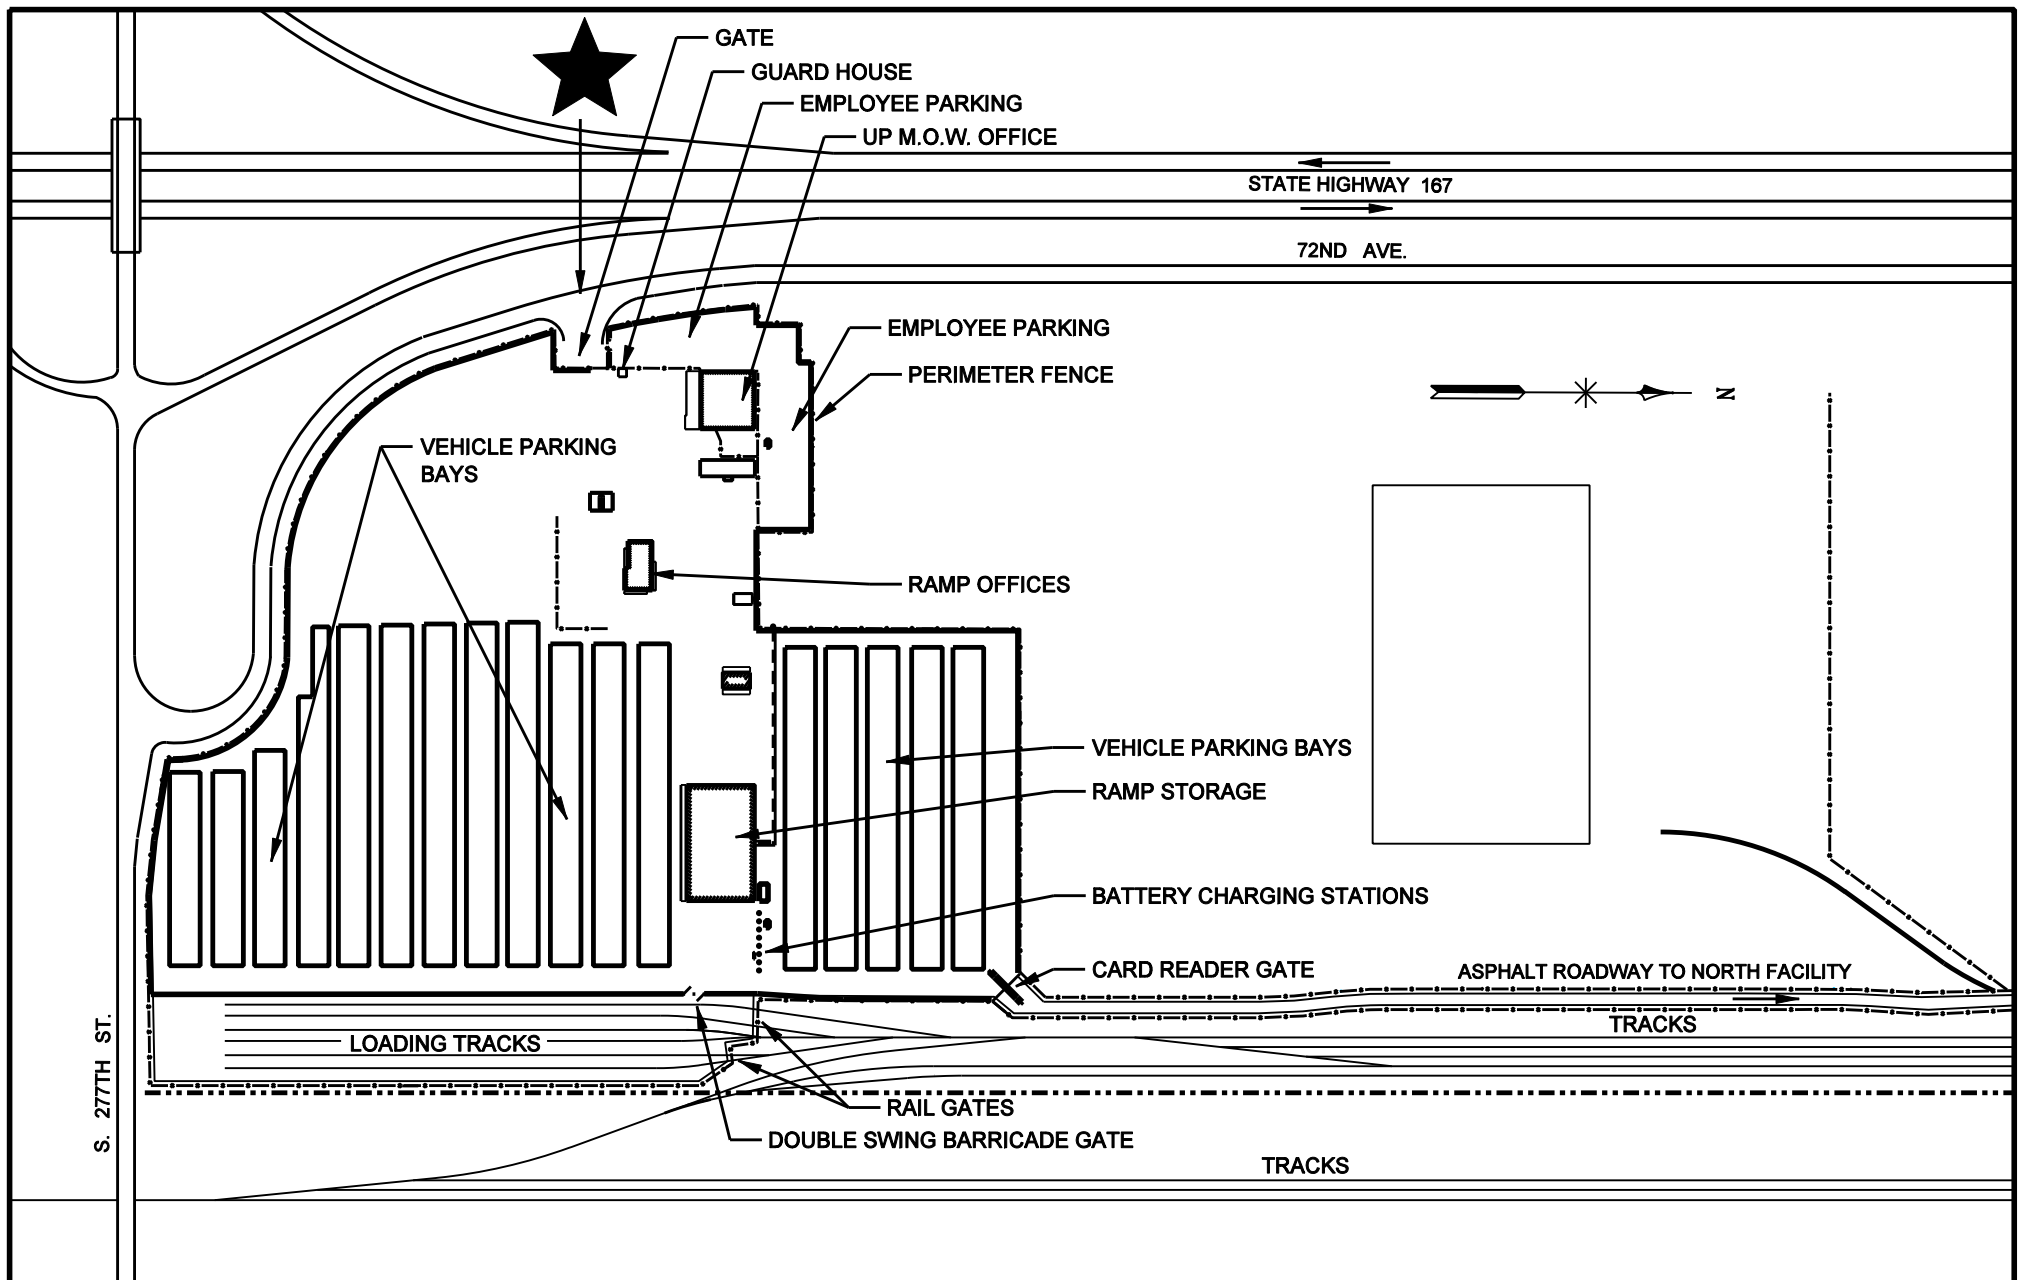 GATE
GUARD HOUSE
EMPLOYEE PARKING
UP M.O.W. OFFICE
STATE HIGHWAY 167
72ND AVE.
EMPLOYEE PARKING
PERIMETER FENCE
N
VEHICLE PARKING
BAYS
RAMP OFFICES
VEHICLE PARKING BAYS
RAMP STORAGE
BATTERY CHARGING STATIONS
CARD READER GATE
ASPHALT ROADWAY TO NORTH FACILITY
TRACKS
LOADING TRACKS
S. 277TH ST.
RAIL GATES
DOUBLE SWING BARRICADE GATE
TRACKS